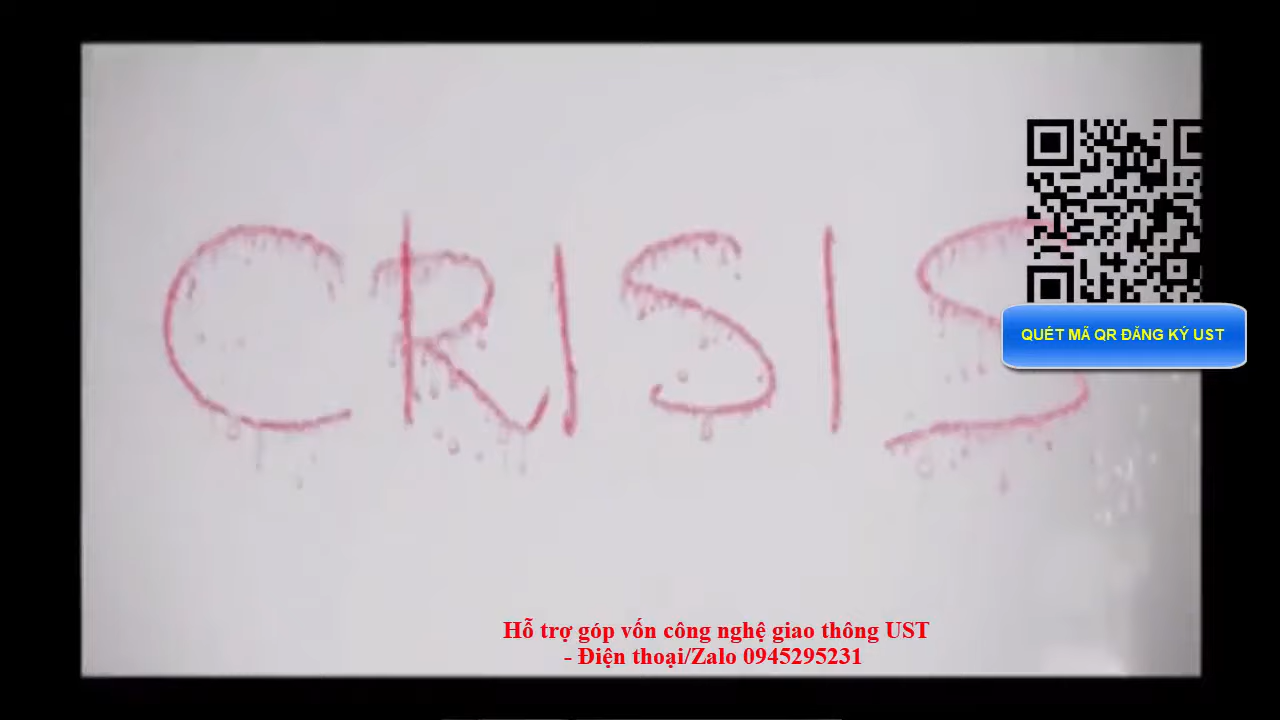 CRISIS
QUÉT MÃ QR ĐĂNG KÝ UST
Hỗ trợ góp vốn công nghệ giao thông UST
- Điện thoại/Zalo 0945295231